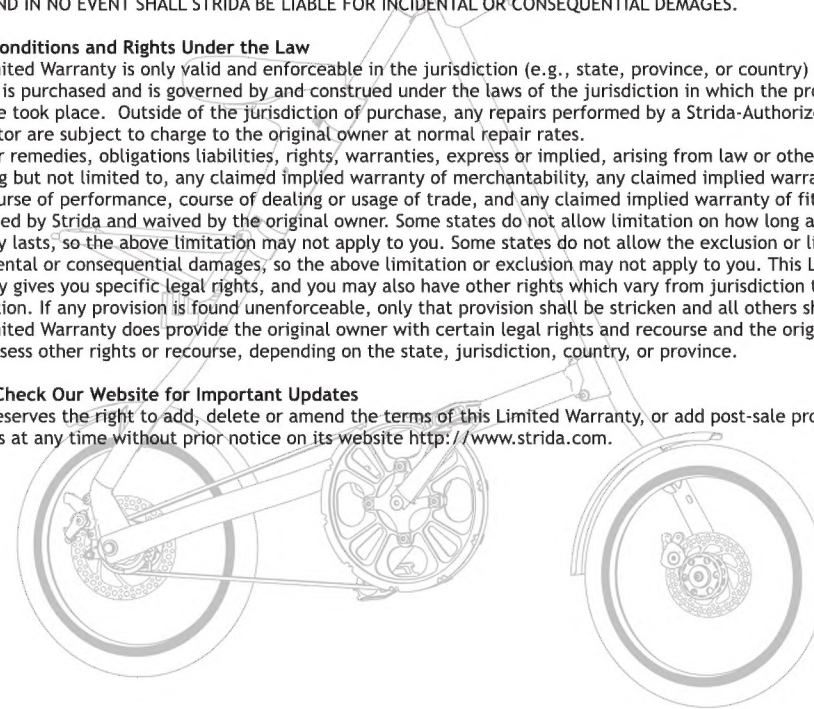 ND IN NO EVENT SHALL STRIDA BE LIABLE FOR INCIDENTAL OR CONSEQUENTIAL DEMAGES.
onditions and Rights Under the Law
ited Warranty is only valid and enforceable in the jurisdiction (e.g., state, province, or country)
is purchased and is governed by and construed under the laws of the jurisdiction in which the pro
e took place. Outside of the jurisdiction of purchase, any repairs performed by a Strida-Authorize
tor are subject to charge to the original owner at normal repair rates.
r remedies, obligations liabilities, rights, warranties, express or implied, arising from law or othe
g but not limited to, any claimed implied warranty of merchantability, any claimed implied warra
urse of performance, course of dealing or usage of trade, and any claimed implied warranty of fit
ed by Strida and waived by the original owner. Some states do not allow limitation on how long a
y lasts, so the above limitation may not apply to you. Some states do not allow the exclusion or li
ental or consequential damages, so the above limitation or exclusion may not apply to you. This L
y gives you specific legal rights, and you may also have other rights which vary from jurisdiction t
tion. If any provision is found unenforceable, only that provision shall be stricken and all others sh
ited Warranty does provide the original owner with certain legal rights and recourse and the orig
sess other rights or recourse, depending on the state, jurisdiction, country, or province.
Check Our Website for Important Updates
eserves the right to add, delete or amend the terms of this Limited Warranty, or add post-sale pro
s at any time without prior notice on its website http://www.strida.com.